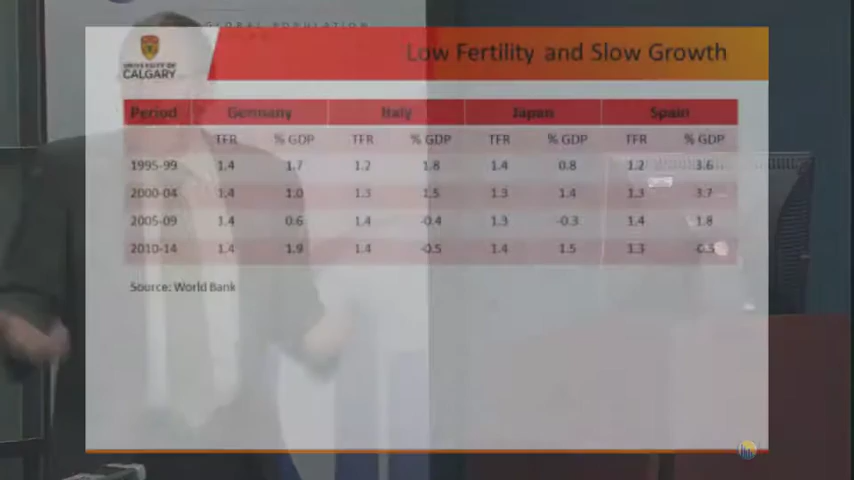 GLOBAL POPULATION
UNIVERSITY OF
CALGARY
Low Fertility and Slow Growth
Period Germany Italy Japan Spain
TFR % GDP TFR % GDP TFR % GDP TFR % GDP
1995-99 1.4 1.7 1.2 1.8 1.4 0.8 1.2 3.6
2000-04 1.4 1.0 1.3 1.5 1.3 1.4 1.3 3.7
2005-09 1.4 0.6 1.4 -0.4 1.3 -0.3 1.4 1.8
2010-14 1.4 1.9 1.4 -0.5 1.4 1.5 1.3
Source: World Bank